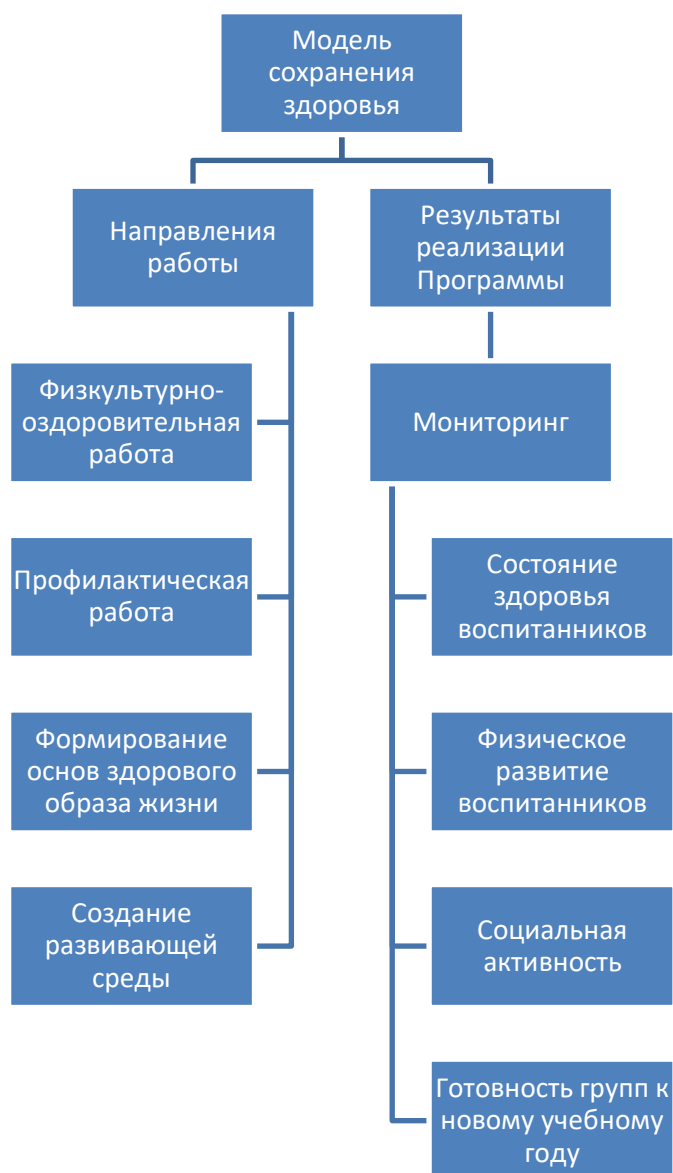 Модель
сохранения
здоровья
Направления
работы
Результаты
реализации
Программы
Физкультурно-
оздоровительная
работа
Мониторинг
Профилактическая
работа
Состояние
здоровья
воспитанников
Формирование
основ здорового
образа жизни
Физическое
развитие
воспитанников
Создание
развивающей
среды
Социальная
активность
Готовность групп к
новому учебному
году